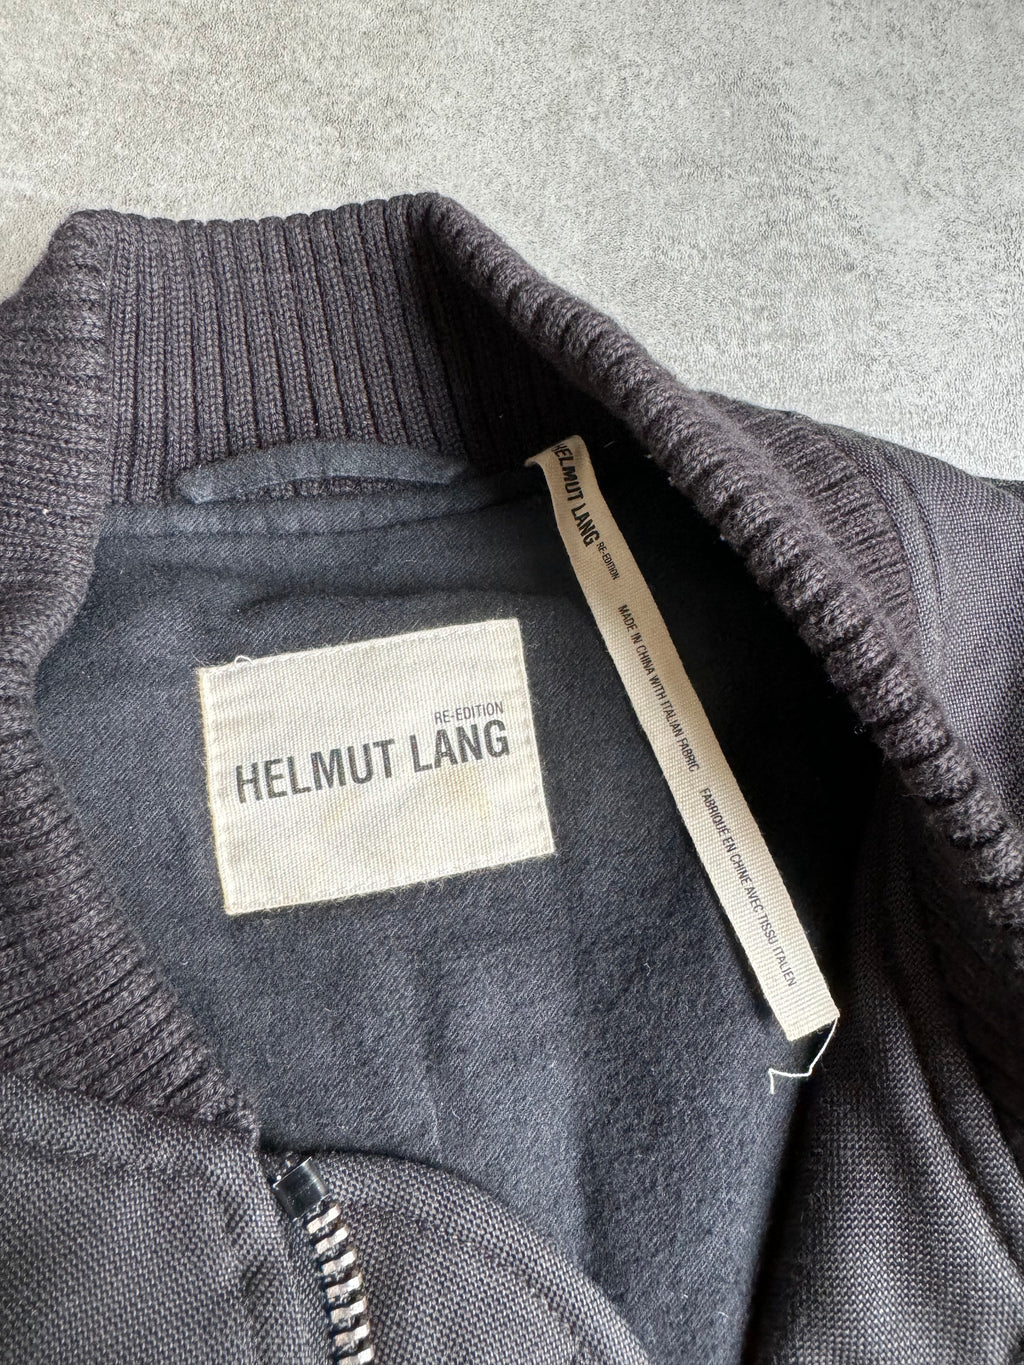 RE-EDITION
HELMUT LANG
HELMUT LANG RE-EDITION
MADE IN CHINA WITH ITALIAN FABRIC
FABRIQUÉ EN CHINE AVEC TISSU ITALIEN